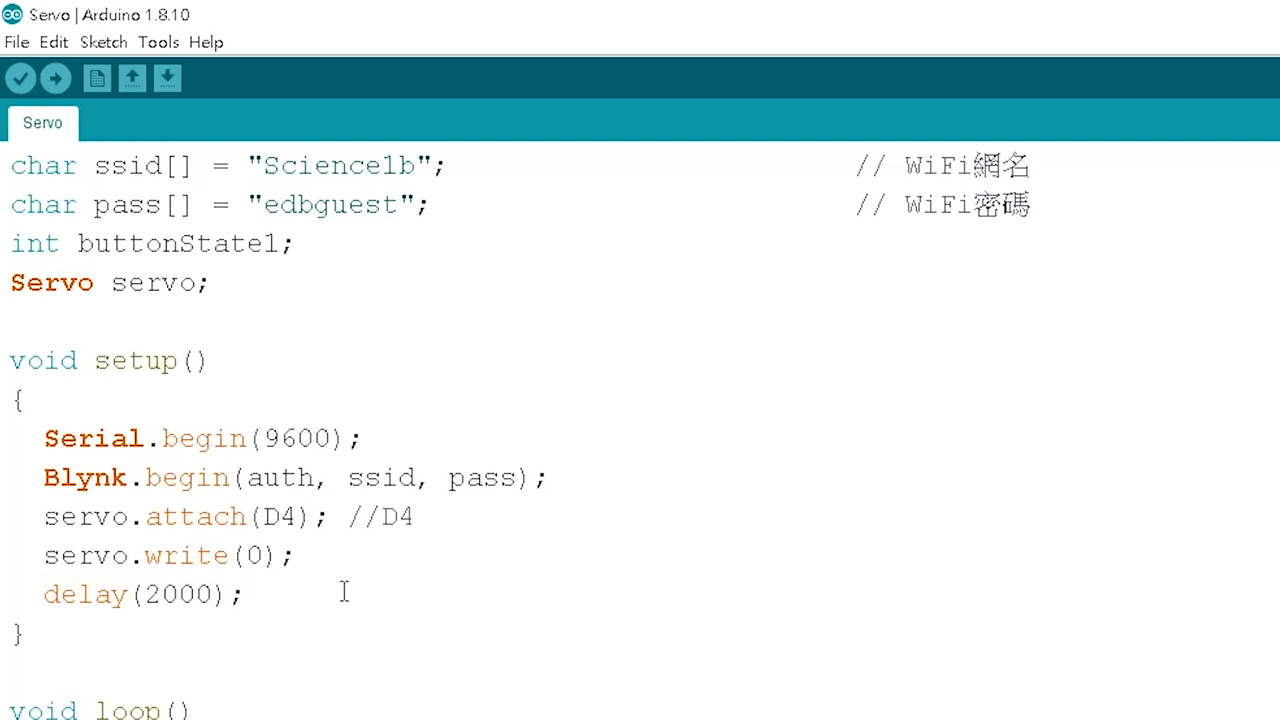 Servo | Arduino 1.8.10
File Edit Sketch Tools Help
Servo
char ssid[] = "Science1b"; // WiFi網名
char pass[] = "edbguest"; // WiFi密碼
int buttonState1;
Servo servo;
void setup()
{
Serial.begin(9600);
Blynk.begin(auth, ssid, pass);
servo.attach(D4); //D4
servo.write(0);
delay(2000);
}
void loop()